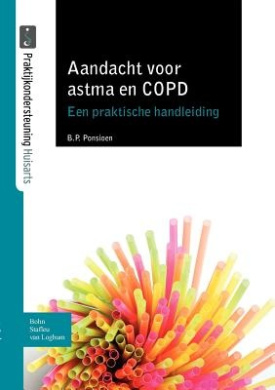 Praktijkondersteuning Huisarts
Aandacht voor
astma en COPD
Een praktische handleiding
B.P. Ponsioen
Bohn
Stafleu
van Loghum